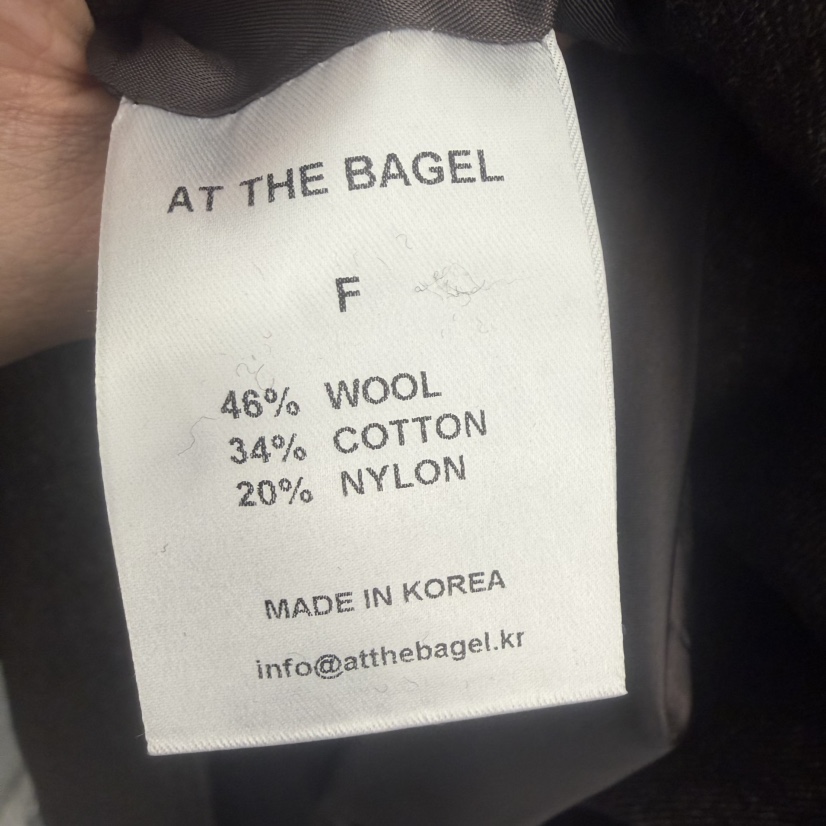 AT THE BAGEL
F
46% WOOL
34% COTTON
20% NYLON
MADE IN KOREA
info@atthebagel.kr